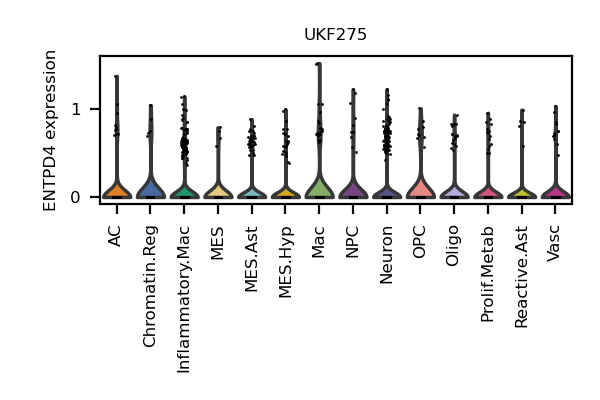 UKF275
ENTPD4 expression
1
0
AC
Chromatin.Reg
Inflammatory.Mac
MES
MES.Ast
MES.Hyp
Mac
NPC
Neuron
OPC
Oligo
Prolif.Metab
Reactive.Ast
Vasc